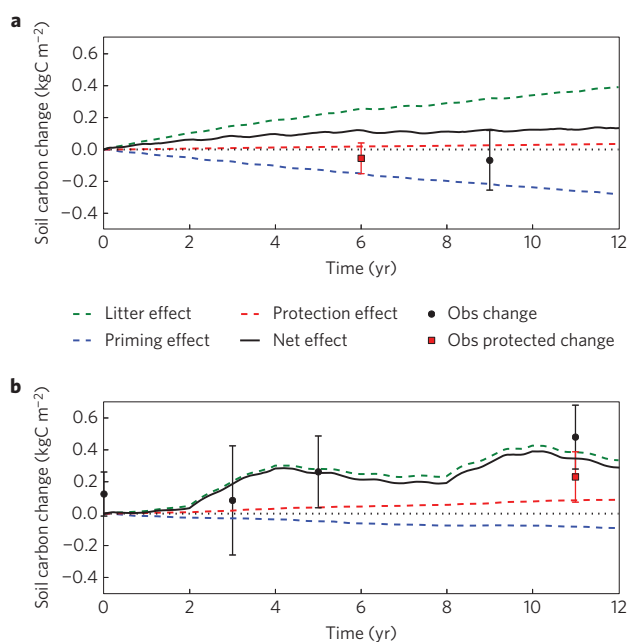 a
Soil carbon change (kgC m⁻²)
0.6
0.4
0.2
0.0
−0.2
−0.4
0 2 4 6 8 10 12
Time (yr)
Litter effect Protection effect Obs change
Priming effect Net effect Obs protected change
b
Soil carbon change (kgC m⁻²)
0.6
0.4
0.2
0.0
−0.2
−0.4
0 2 4 6 8 10 12
Time (yr)